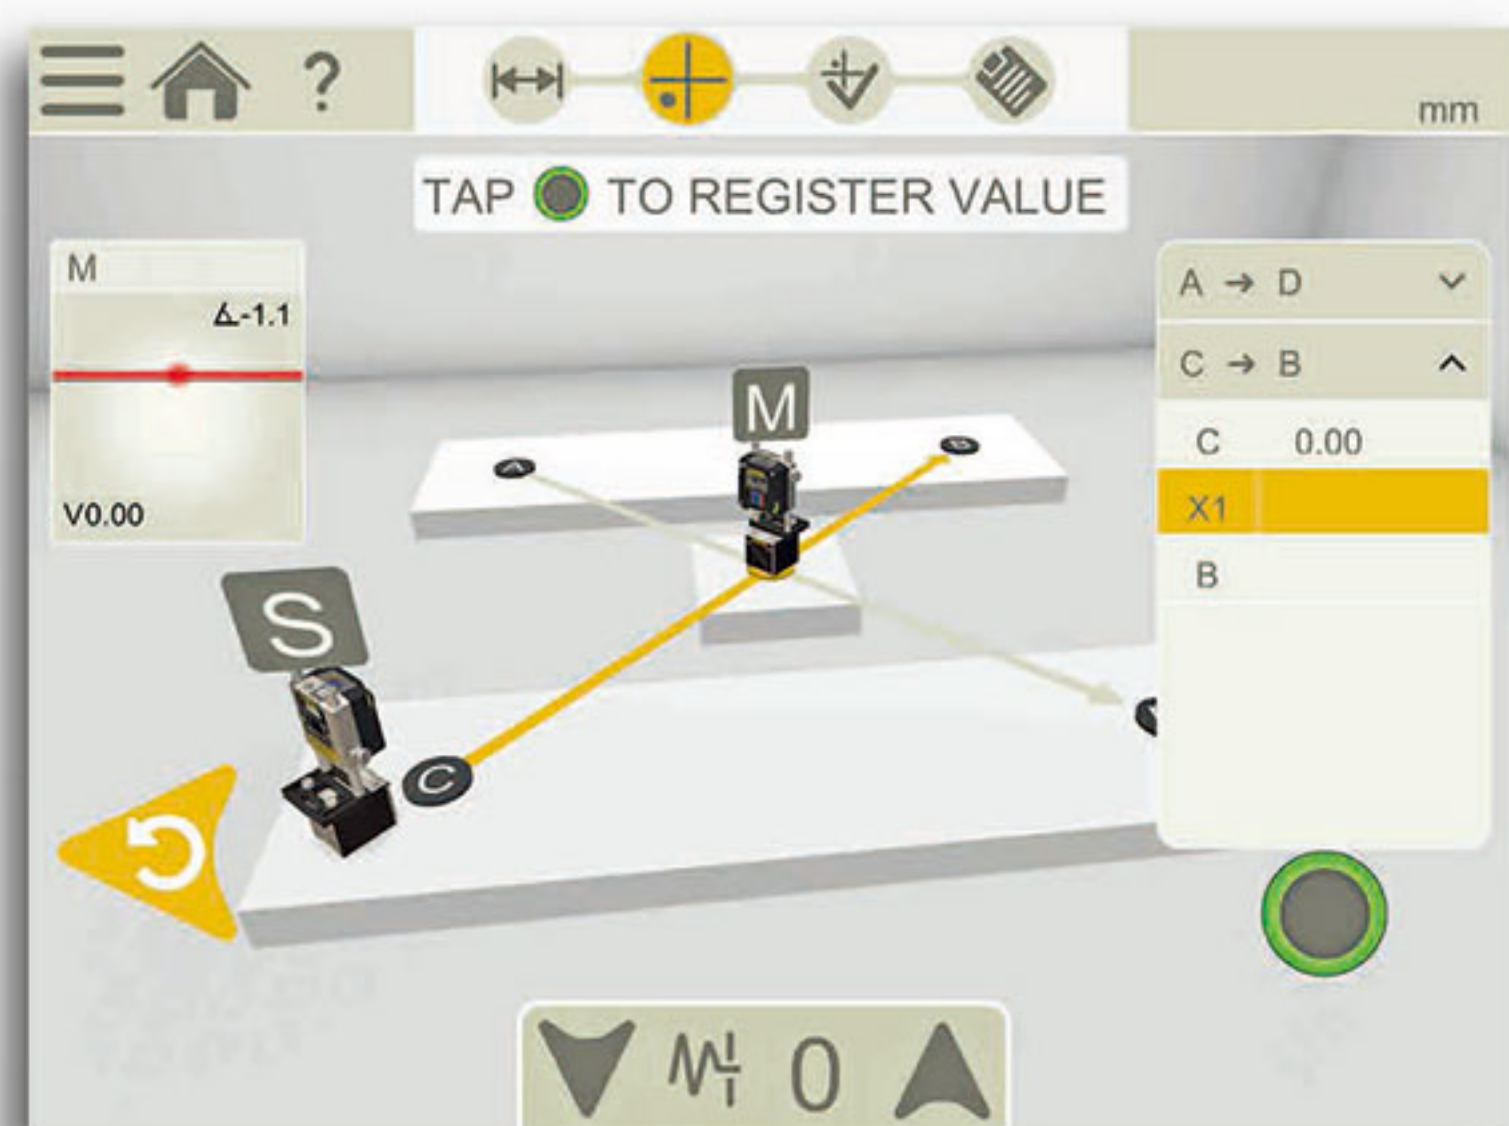 ?
mm
TAP TO REGISTER VALUE
M
∡-1.1
V0.00
A → D
C → B
C 0.00
X1
B
M
A
B
S
C
0